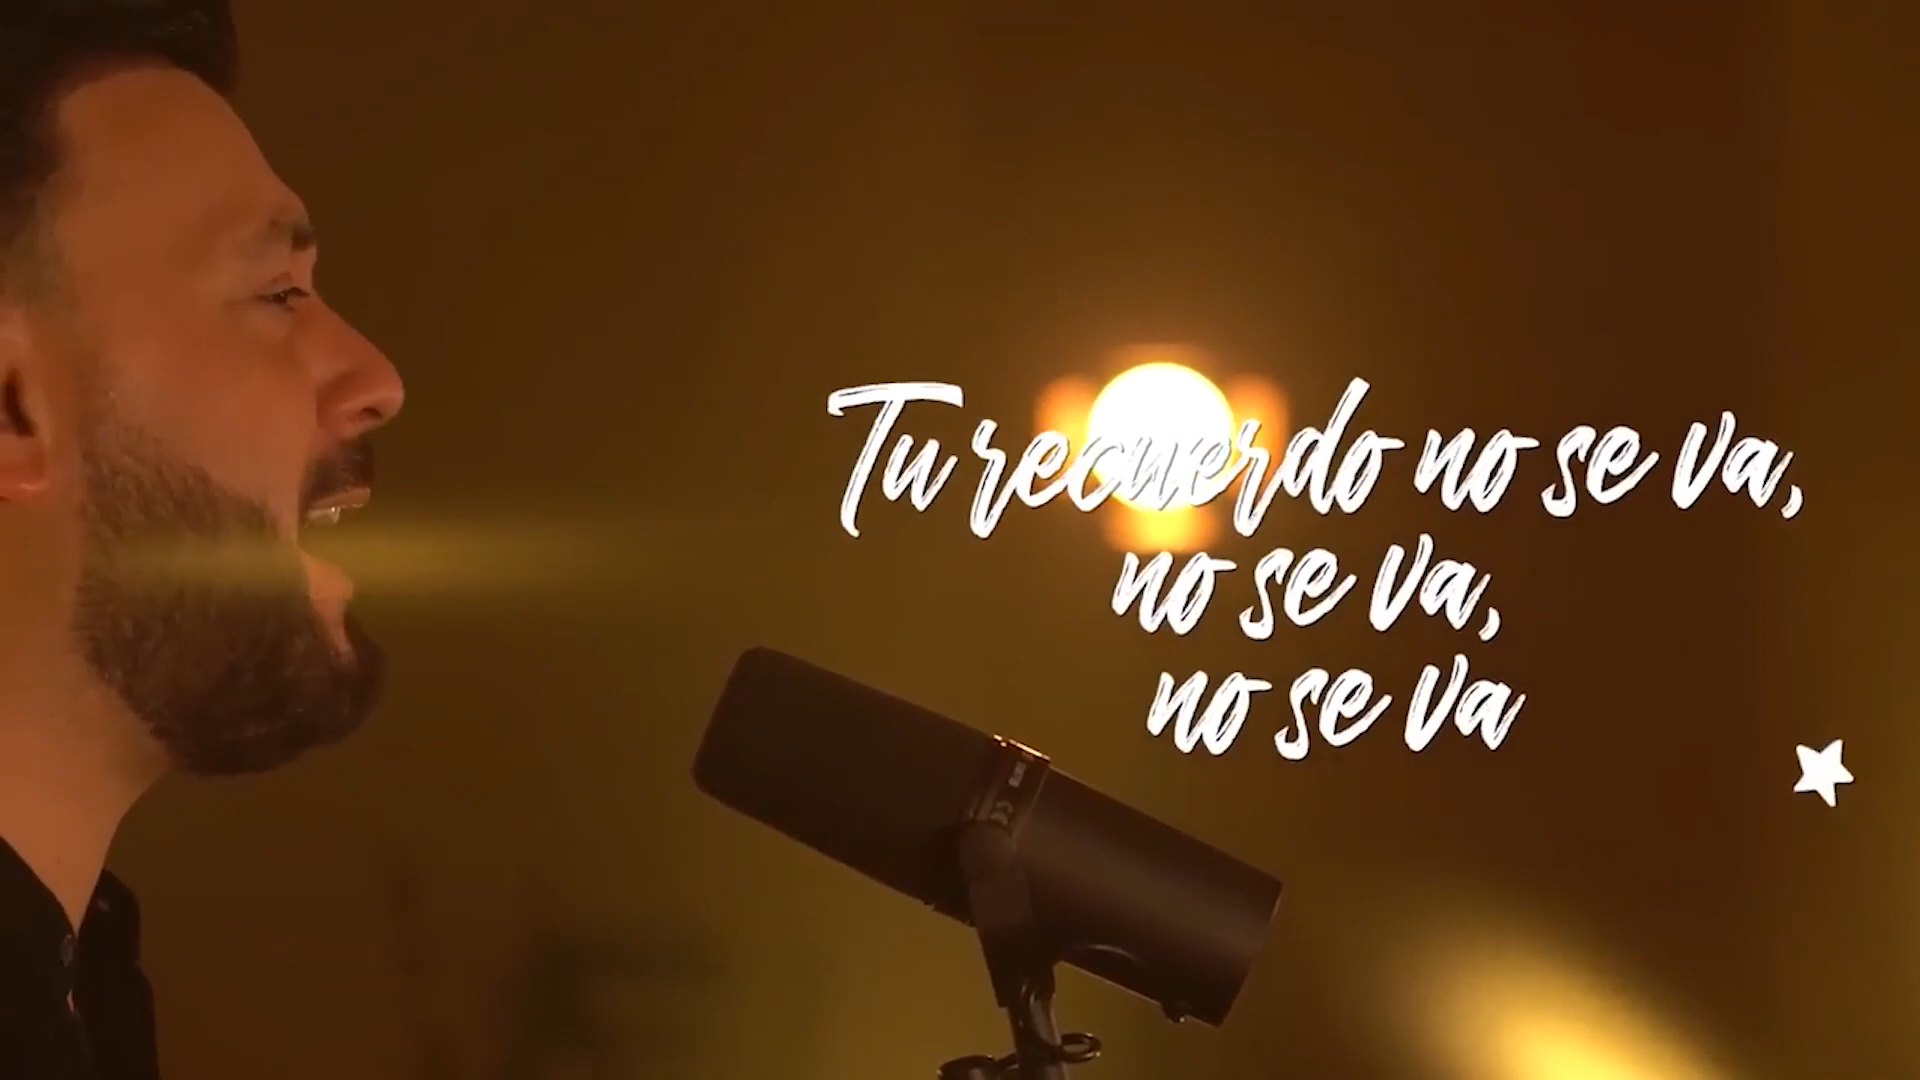 Tu recuerdo no se va,
no se va,
no se va